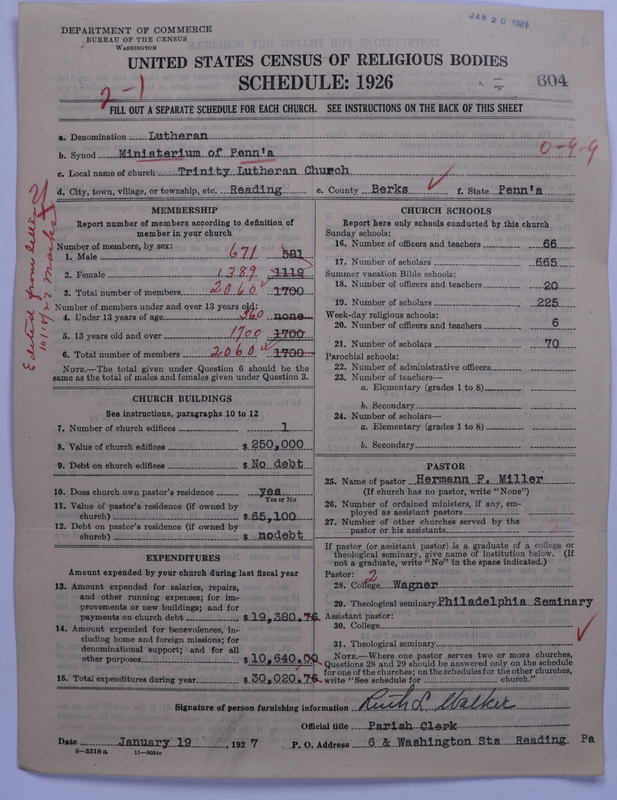 JAN 20 1927
DEPARTMENT OF COMMERCE
BUREAU OF THE CENSUS
WASHINGTON
UNITED STATES CENSUS OF RELIGIOUS BODIES
SCHEDULE: 1926
2-1
604
FILL OUT A SEPARATE SCHEDULE FOR EACH CHURCH. SEE INSTRUCTIONS ON THE BACK OF THIS SHEET
a. Denomination Lutheran
b. Synod Ministerium of Penn'a
0-9-9
c. Local name of church Trinity Lutheran Church
d. City, town, village, or township, etc. Reading e. County Berks f. State Penn'a
Edited from letter
10/18/27 Marks
MEMBERSHIP
Report number of members according to definition of
member in your church
Number of members, by sex:
1. Male 671 581
2. Female 1389 1119
3. Total number of members 2060 1700
Number of members under and over 13 years old:
4. Under 13 years of age 360 none
5. 13 years old and over 1700 1700
6. Total number of members 2060 1700
NOTE.—The total given under Question 6 should be the
same as the total of males and females given under Question 3.
CHURCH BUILDINGS
See instructions, paragraphs 10 to 12
7. Number of church edifices 1
8. Value of church edifices $ 250,000
9. Debt on church edifices $ No debt
10. Does church own pastor's residence yes
Yes or No
11. Value of pastor's residence (if owned by
church) $ 65,100
12. Debt on pastor's residence (if owned by
church) $ nodebt
EXPENDITURES
Amount expended by your church during last fiscal year
13. Amount expended for salaries, repairs,
and other running expenses; for im-
provements or new buildings; and for
payments on church debt $ 19,380.76
14. Amount expended for benevolences, in-
cluding home and foreign missions; for
denominational support; and for all
other purposes $ 10,640.00
15. Total expenditures during year $ 30,020.76
CHURCH SCHOOLS
Report here only schools conducted by this church
Sunday schools:
16. Number of officers and teachers 66
17. Number of scholars 665
Summer vacation Bible schools:
18. Number of officers and teachers 20
19. Number of scholars 225
Week-day religious schools:
20. Number of officers and teachers 6
21. Number of scholars 70
Parochial schools:
22. Number of administrative officers
23. Number of teachers—
a. Elementary (grades 1 to 8)
b. Secondary
24. Number of scholars—
a. Elementary (grades 1 to 8)
b. Secondary
PASTOR
25. Name of pastor Hermann F. Miller
(If church has no pastor, write "None")
26. Number of ordained ministers, if any, em-
ployed as assistant pastors
27. Number of other churches served by the
pastor or his assistants
If pastor (or assistant pastor) is a graduate of a college or
theological seminary, give name of institution below. (If
not a graduate, write "No" in the space indicated.)
Pastor: 2
28. College Wagner
29. Theological seminary Philadelphia Seminary
Assistant pastor:
30. College
31. Theological seminary
NOTE.—Where one pastor serves two or more churches,
Questions 28 and 29 should be answered only on the schedule
for one of the churches; on the schedules for the other churches,
write "See schedule for church."
Signature of person furnishing information Ruth L. Walker
Official title Parish Clerk
Date January 19 1927 P. O. Address 6 & Washington Sts Reading. Pa
8—5318 a 11—9034